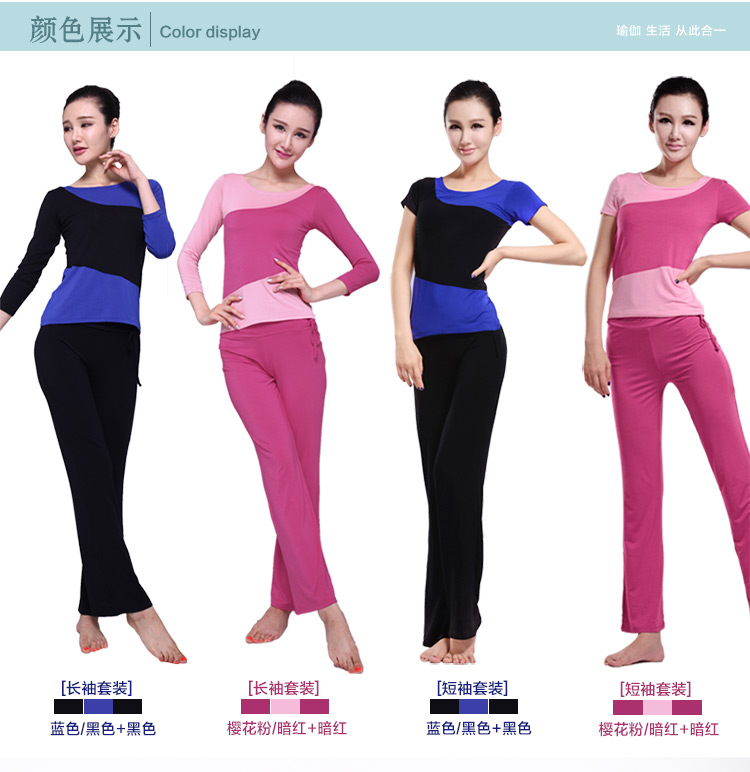 颜色展示 Color display
瑜伽 生活 从此合一
[长袖套装]
蓝色/黑色+黑色
[长袖套装]
樱花粉/暗红+暗红
[短袖套装]
蓝色/黑色+黑色
[短袖套装]
樱花粉/暗红+暗红